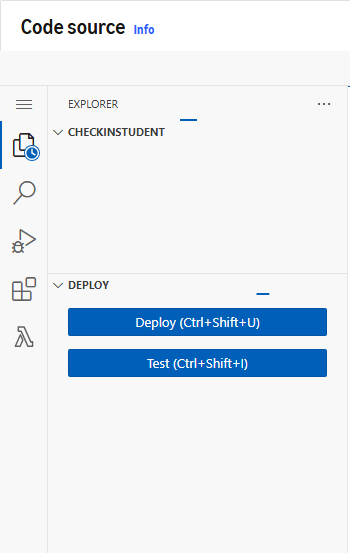 Code source Info
EXPLORER
CHECKINSTUDENT
DEPLOY
Deploy (Ctrl+Shift+U)
Test (Ctrl+Shift+I)